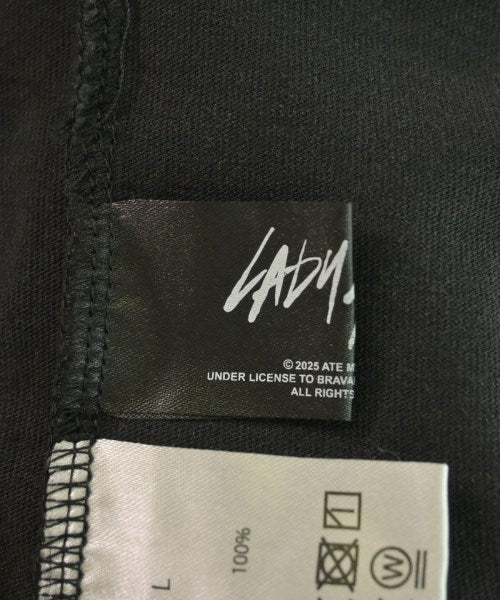 LADY
© 2025 ATE M
UNDER LICENSE TO BRAVA
ALL RIGHTS
L
100%
W